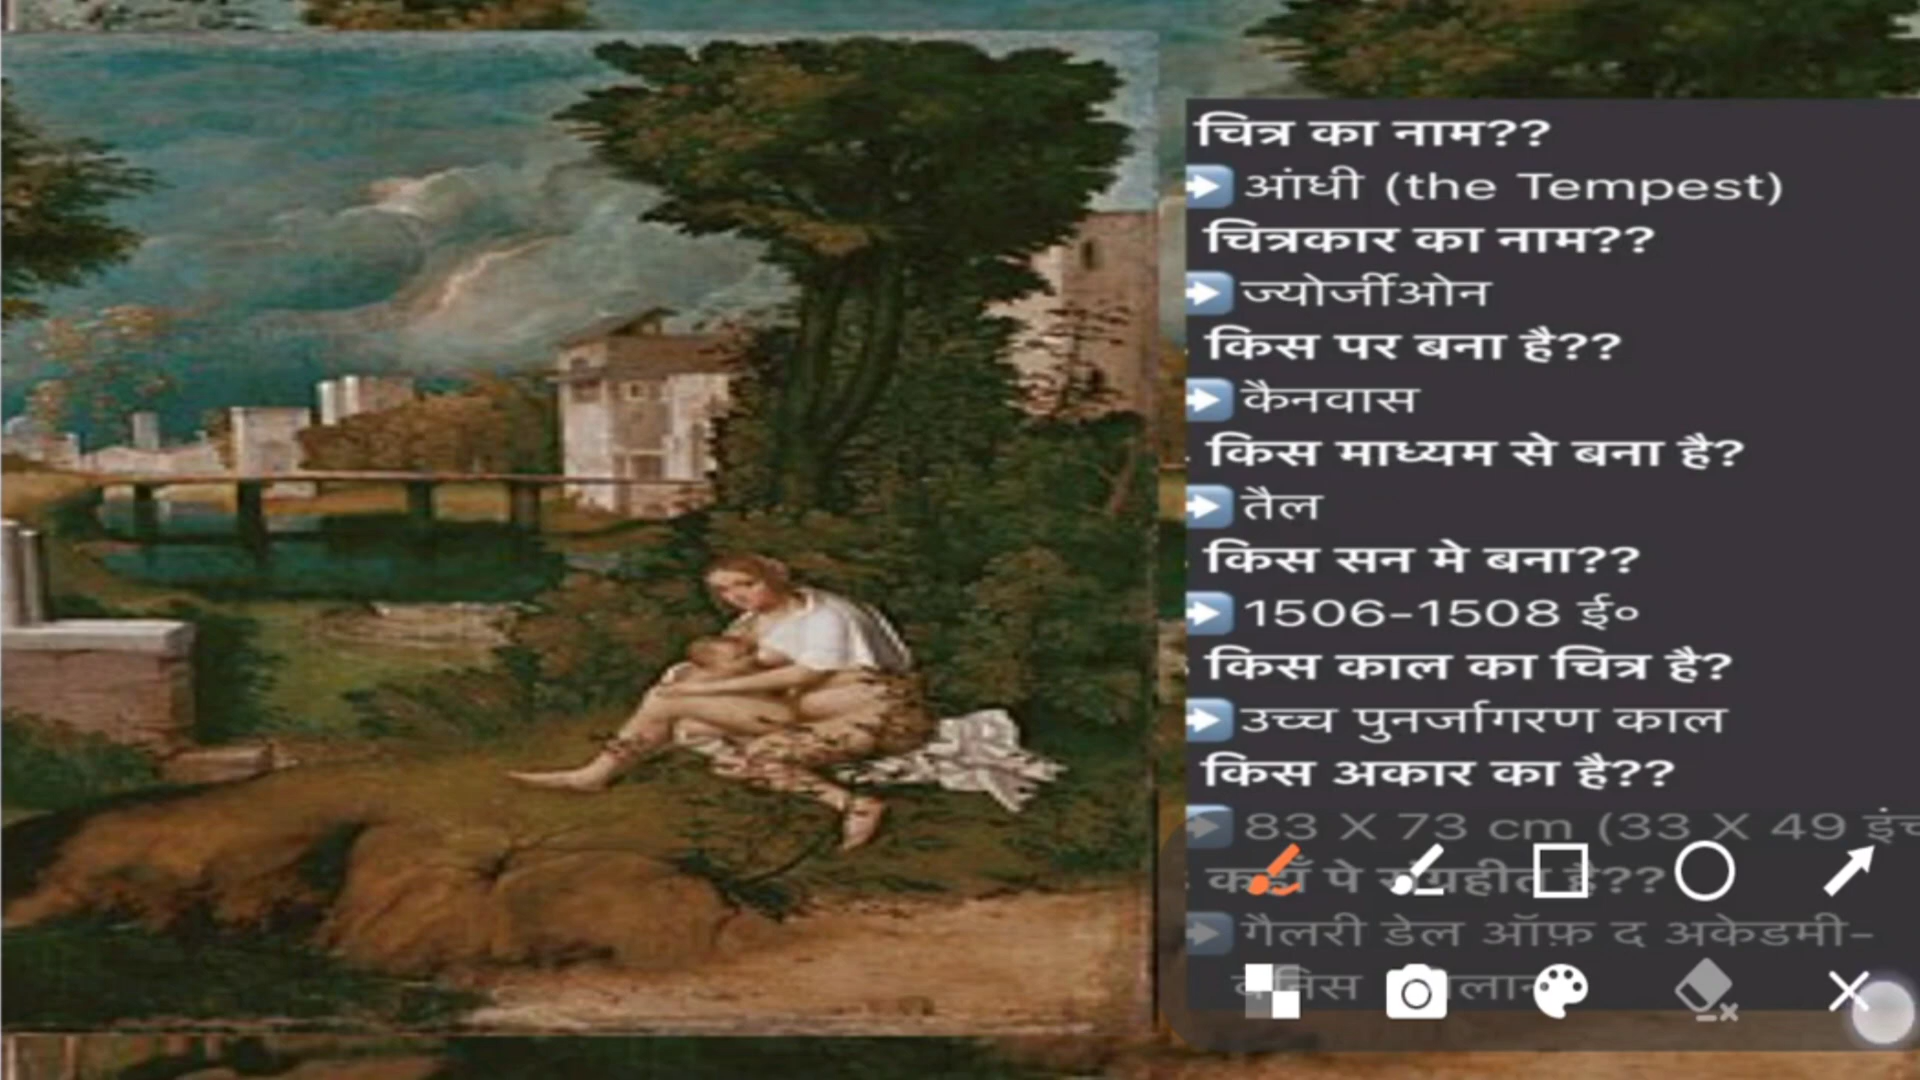 चित्र का नाम??
➡ आंधी (the Tempest)
चित्रकार का नाम??
➡ ज्योर्जीओन
किस पर बना है??
➡ कैनवास
किस माध्यम से बना है?
➡ तैल
किस सन मे बना??
➡ 1506-1508 ई०
किस काल का चित्र है?
➡ उच्च पुनर्जागरण काल
किस अकार का है??
➡ 83 X 73 cm (33 X 49 इंच
पे है??
➡ गैलरी डेल ऑफ़ द अकेडमी-